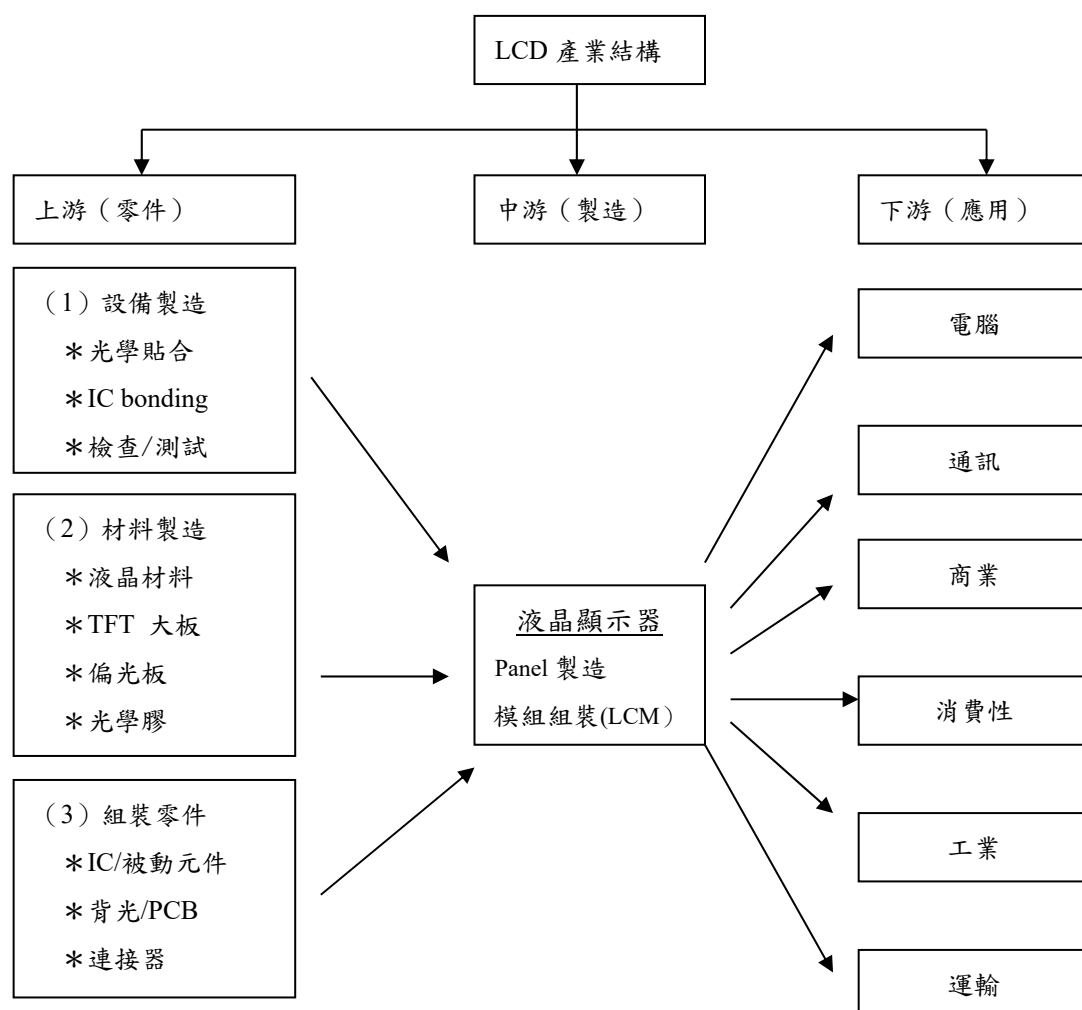 LCD 產業結構
上游（零件）
中游（製造）
下游（應用）
（1）設備製造
＊光學貼合
＊IC bonding
＊檢查/測試
（2）材料製造
＊液晶材料
＊TFT 大板
＊偏光板
＊光學膠
（3）組裝零件
＊IC/被動元件
＊背光/PCB
＊連接器
液晶顯示器
Panel 製造
模組組裝(LCM）
電腦
通訊
商業
消費性
工業
運輸